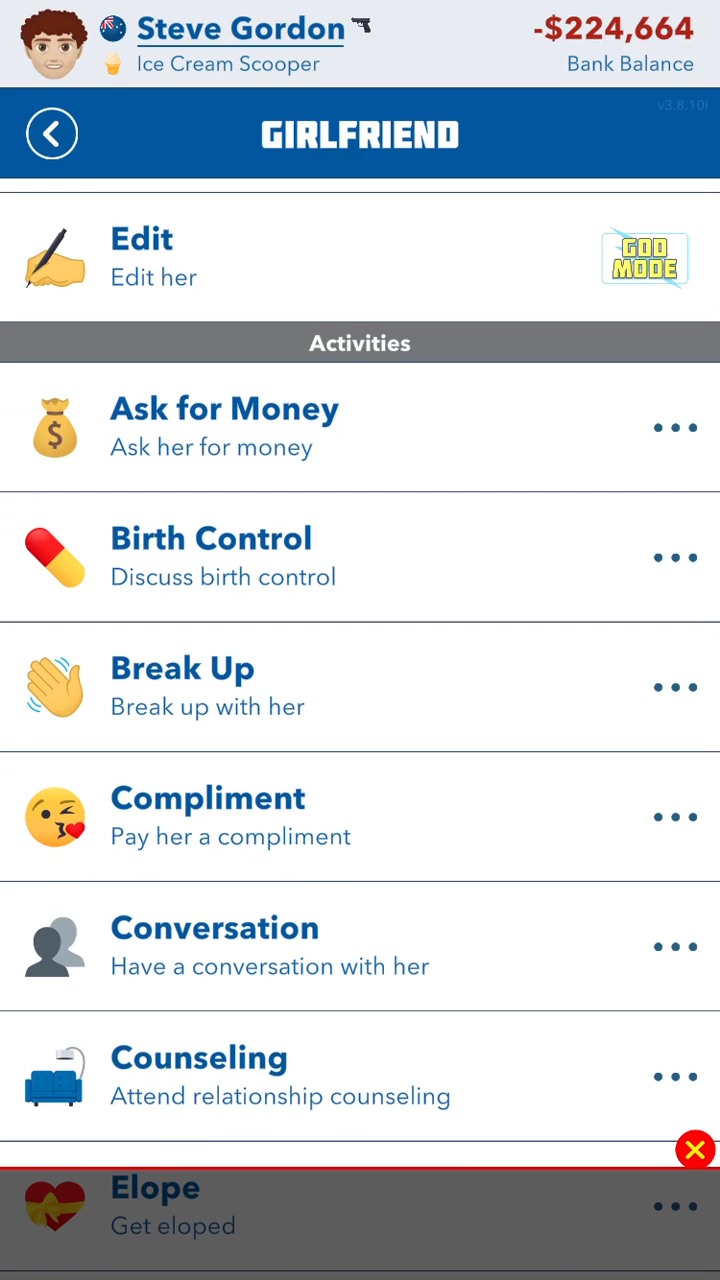 Steve Gordon
-$224,664
Ice Cream Scooper
Bank Balance
v3.8.10i
GIRLFRIEND
Edit
Edit her
GOD
MODE
Activities
Ask for Money
Ask her for money
Birth Control
Discuss birth control
Break Up
Break up with her
Compliment
Pay her a compliment
Conversation
Have a conversation with her
Counseling
Attend relationship counseling
Elope
Get eloped